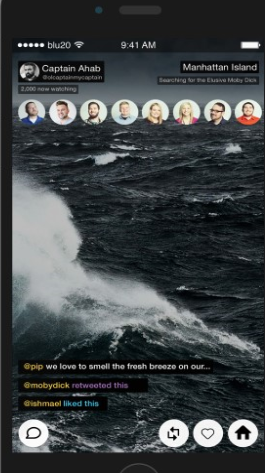 blu20 9:41 AM
Captain Ahab
@olcaptainmycaptain
2,000 now watching
Manhattan Island
Searching for the Elusive Moby Dick
@pip we love to smell the fresh breeze on our...
@mobydick retweeted this
@ishmael liked this